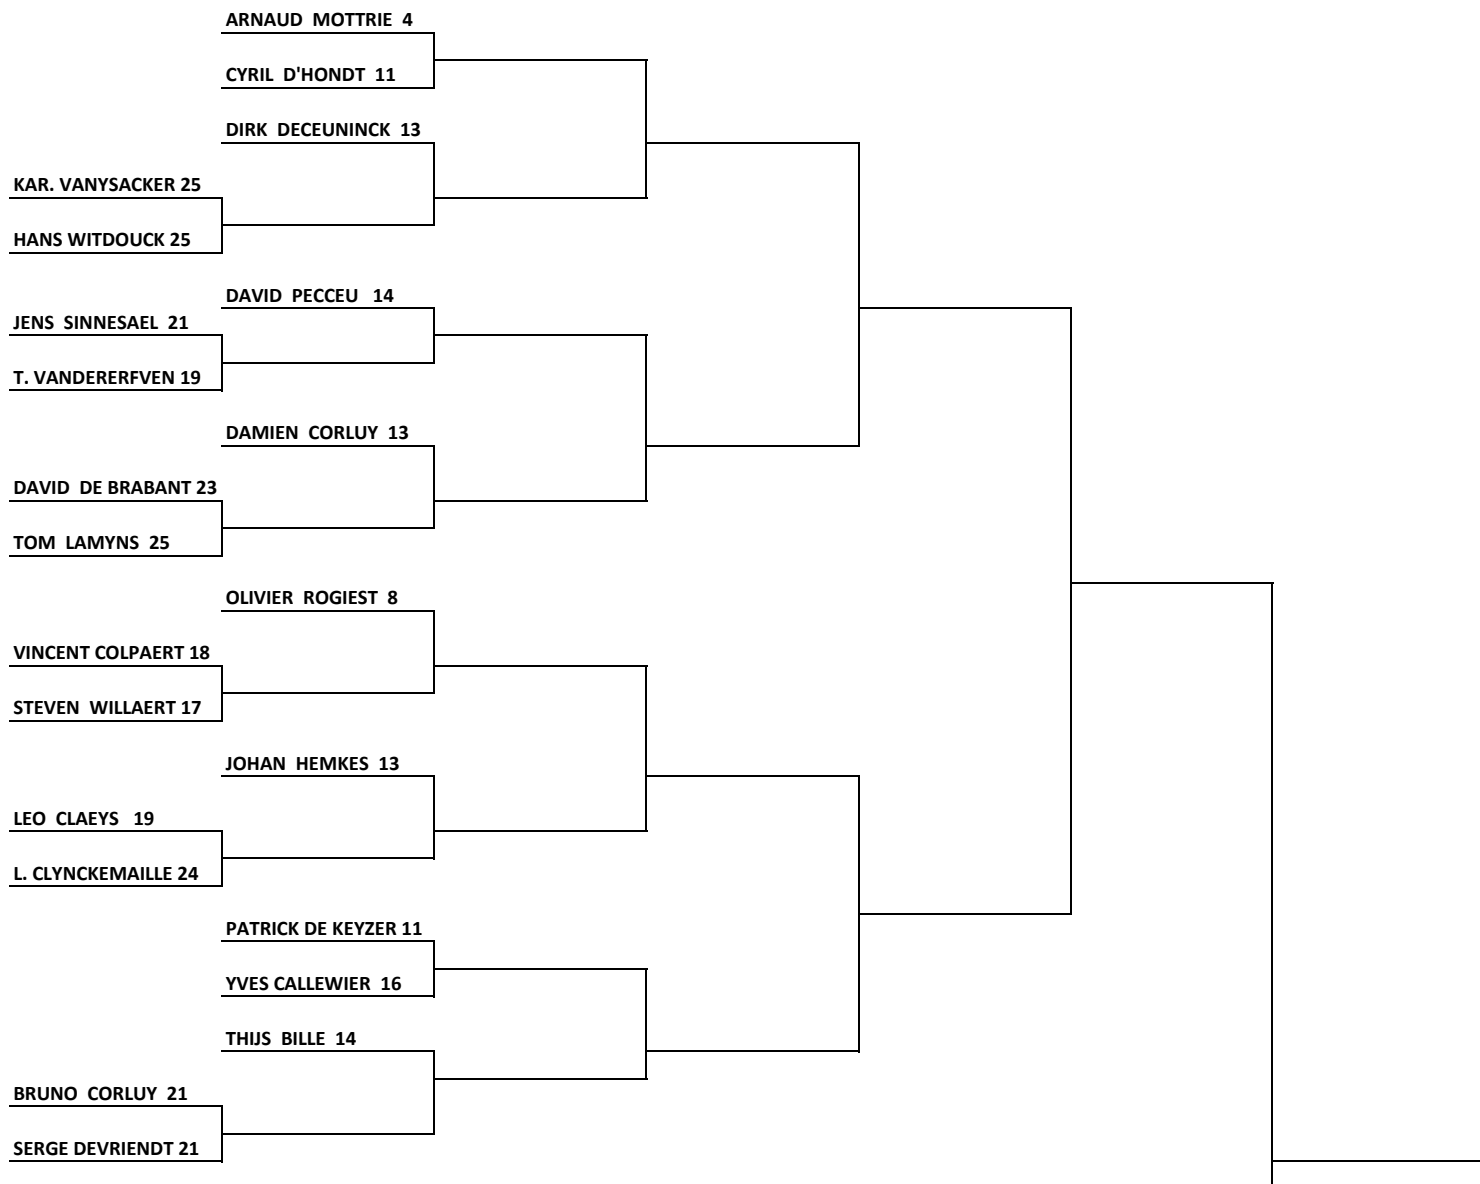 ARNAUD  MOTTRIE  4
CYRIL  D'HONDT  11
DIRK  DECEUNINCK  13
KAR. VANYSACKER 25
HANS WITDOUCK 25
DAVID  PECCEU   14
JENS  SINNESAEL  21
T. VANDERERFVEN 19
DAMIEN  CORLUY  13
DAVID  DE BRABANT 23
TOM  LAMYNS  25
OLIVIER  ROGIEST  8
VINCENT COLPAERT 18
STEVEN  WILLAERT 17
JOHAN  HEMKES  13
LEO  CLAEYS   19
L. CLYNCKEMAILLE 24
PATRICK DE KEYZER 11
YVES CALLEWIER  16
THIJS  BILLE  14
BRUNO  CORLUY  21
SERGE DEVRIENDT 21